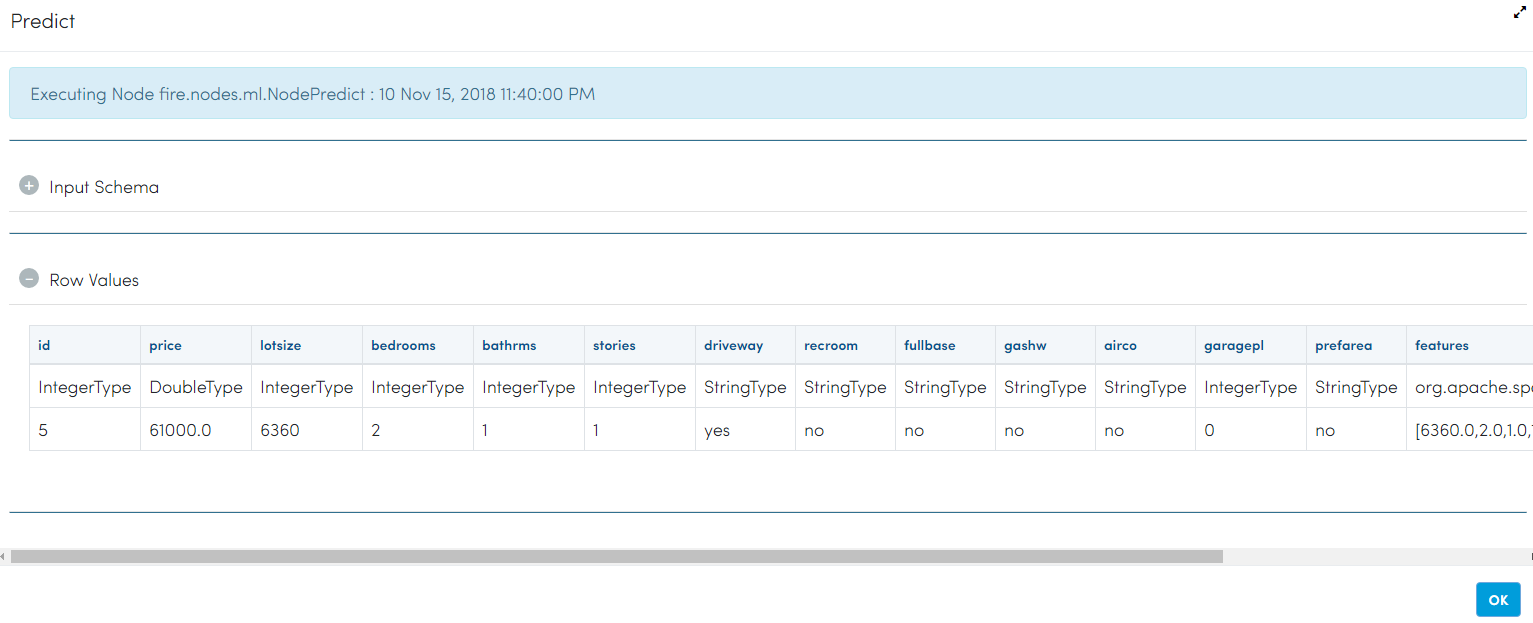 Predict
Executing Node fire.nodes.ml.NodePredict : 10 Nov 15, 2018 11:40:00 PM
Input Schema
Row Values
id price lotsize bedrooms bathrms stories driveway recroom fullbase gashw airco garagepl prefarea features
IntegerType DoubleType IntegerType IntegerType IntegerType IntegerType StringType StringType StringType StringType StringType IntegerType StringType org.apache.sp
5 61000.0 6360 2 1 1 yes no no no no 0 no [6360.0,2.0,1.0,
OK